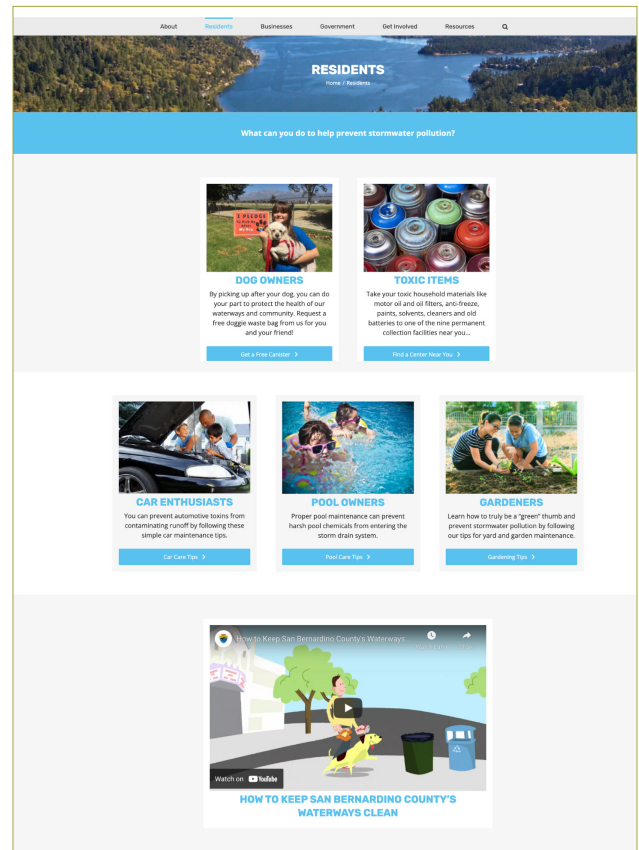 About Residents Businesses Government Get Involved Resources
RESIDENTS
Home / Residents
What can you do to help prevent stormwater pollution?
I PLEDGE
DOG OWNERS
By picking up after your dog, you can do
your part to protect the health of our
waterways and community. Request a
free doggie waste bag from us for you
and your friend!
Get a Free Canister >
TOXIC
ITEMS
Take your toxic household materials like
motor oil and oil filters, anti-freeze,
paints, solvents, cleaners and old
batteries to one of the nine permanent
collection facilities near you...
Find a Center Near You >
CAR ENTHUSIASTS
You can prevent automotive toxins from
contaminating runoff by following these
simple car maintenance tips.
Car Care Tips >
POOL OWNERS
Proper pool maintenance can prevent
harsh pool chemicals from entering the
storm drain system.
Pool Care Tips >
GARDENERS
Learn how to truly be a "green" thumb and
prevent stormwater pollution by following
our tips for yard and garden maintenance.
Gardening Tips >
How to Keep San Bernardino County's Waterways
Watch on YouTube
HOW TO KEEP SAN BERNARDINO COUNTY'S
WATERWAYS CLEAN